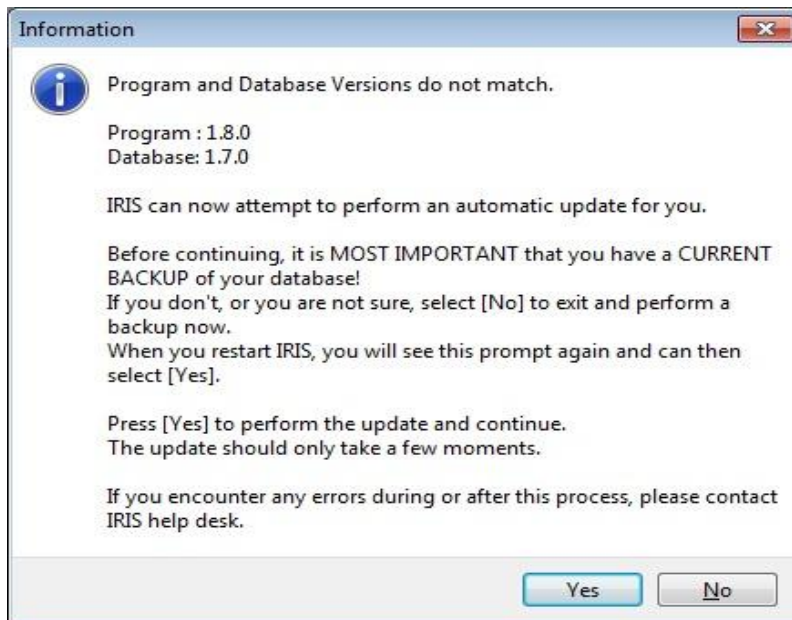 Information
Program and Database Versions do not match.
Program : 1.8.0
Database: 1.7.0
IRIS can now attempt to perform an automatic update for you.
Before continuing, it is MOST IMPORTANT that you have a CURRENT
BACKUP of your database!
If you don't, or you are not sure, select [No] to exit and perform a
backup now.
When you restart IRIS, you will see this prompt again and can then
select [Yes].
Press [Yes] to perform the update and continue.
The update should only take a few moments.
If you encounter any errors during or after this process, please contact
IRIS help desk.
Yes
No